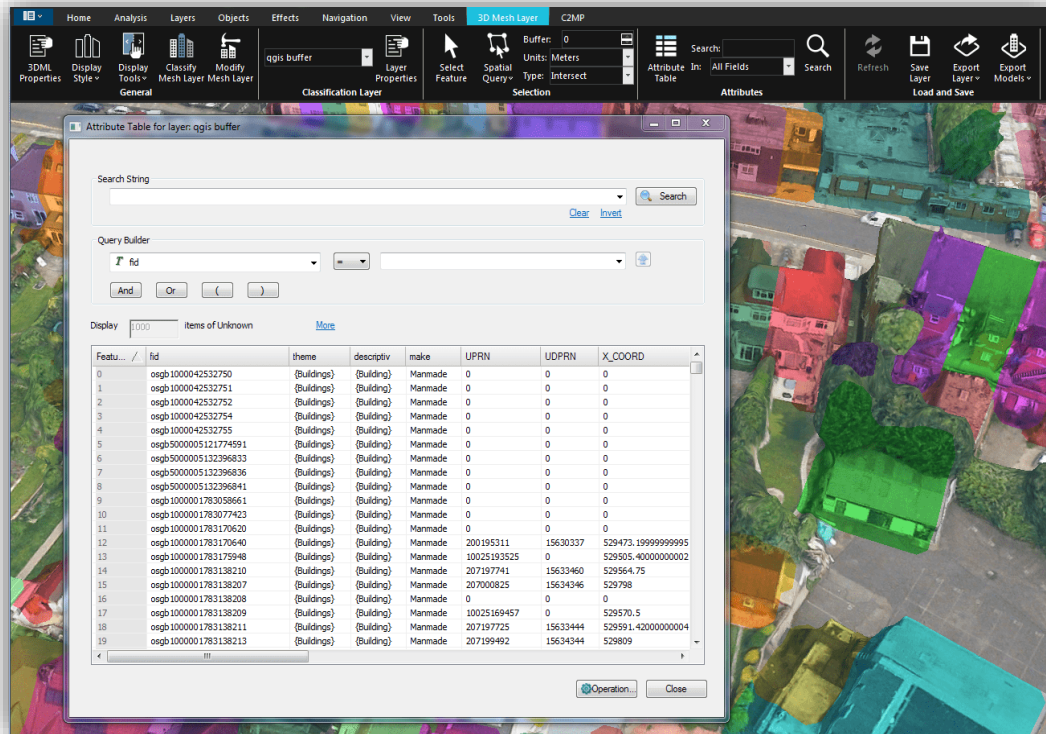 Home Analysis Layers Objects Effects Navigation View Tools 3D Mesh Layer C2MP
3DML Properties
Display Style
Display Tools
Classify Mesh Layer
Modify Mesh Layer
General
qgis buffer
Layer Properties
Classification Layer
Select Feature
Spatial Query
Buffer: 0
Units: Meters
Type: Intersect
Selection
Attribute Table
Search:
In: All Fields
Search
Attributes
Refresh
Save Layer
Export Layer
Export Models
Load and Save
Attribute Table for layer: qgis buffer
Search String
Search
Clear Invert
Query Builder
T fid =
And Or ( )
Display 1000 items of Unknown More
Featu... / fid theme descriptiv make UPRN UDPRN X_COORD
0 osgb1000042532750 {Buildings} {Building} Manmade 0 0 0
1 osgb1000042532751 {Buildings} {Building} Manmade 0 0 0
2 osgb1000042532752 {Buildings} {Building} Manmade 0 0 0
3 osgb1000042532754 {Buildings} {Building} Manmade 0 0 0
4 osgb1000042532755 {Buildings} {Building} Manmade 0 0 0
5 osgb5000005121774591 {Buildings} {Building} Manmade 0 0 0
6 osgb5000005132396833 {Buildings} {Building} Manmade 0 0 0
7 osgb5000005132396836 {Buildings} {Building} Manmade 0 0 0
8 osgb5000005132396841 {Buildings} {Building} Manmade 0 0 0
9 osgb1000001783058661 {Buildings} {Building} Manmade 0 0 0
10 osgb1000001783077423 {Buildings} {Building} Manmade 0 0 0
11 osgb1000001783170620 {Buildings} {Building} Manmade 0 0 0
12 osgb1000001783170640 {Buildings} {Building} Manmade 200195311 15630337 529473.19999999995
13 osgb1000001783175948 {Buildings} {Building} Manmade 10025193525 0 529505.40000000002
14 osgb1000001783138210 {Buildings} {Building} Manmade 207197741 15633460 529564.75
15 osgb1000001783138207 {Buildings} {Building} Manmade 207000825 15634346 529798
16 osgb1000001783138208 {Buildings} {Building} Manmade 0 0 0
17 osgb1000001783138209 {Buildings} {Building} Manmade 10025169457 0 529570.5
18 osgb1000001783138211 {Buildings} {Building} Manmade 207197725 15633444 529591.42000000004
19 osgb1000001783138213 {Buildings} {Building} Manmade 207199492 15634344 529809
Operation... Close